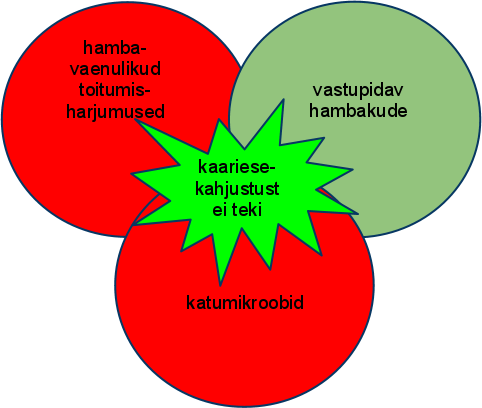 hamba-
vaenulikud
toitumis-
harjumused
vastupidav
hambakude
kaariese-
kahjustust
ei teki
katumikroobid